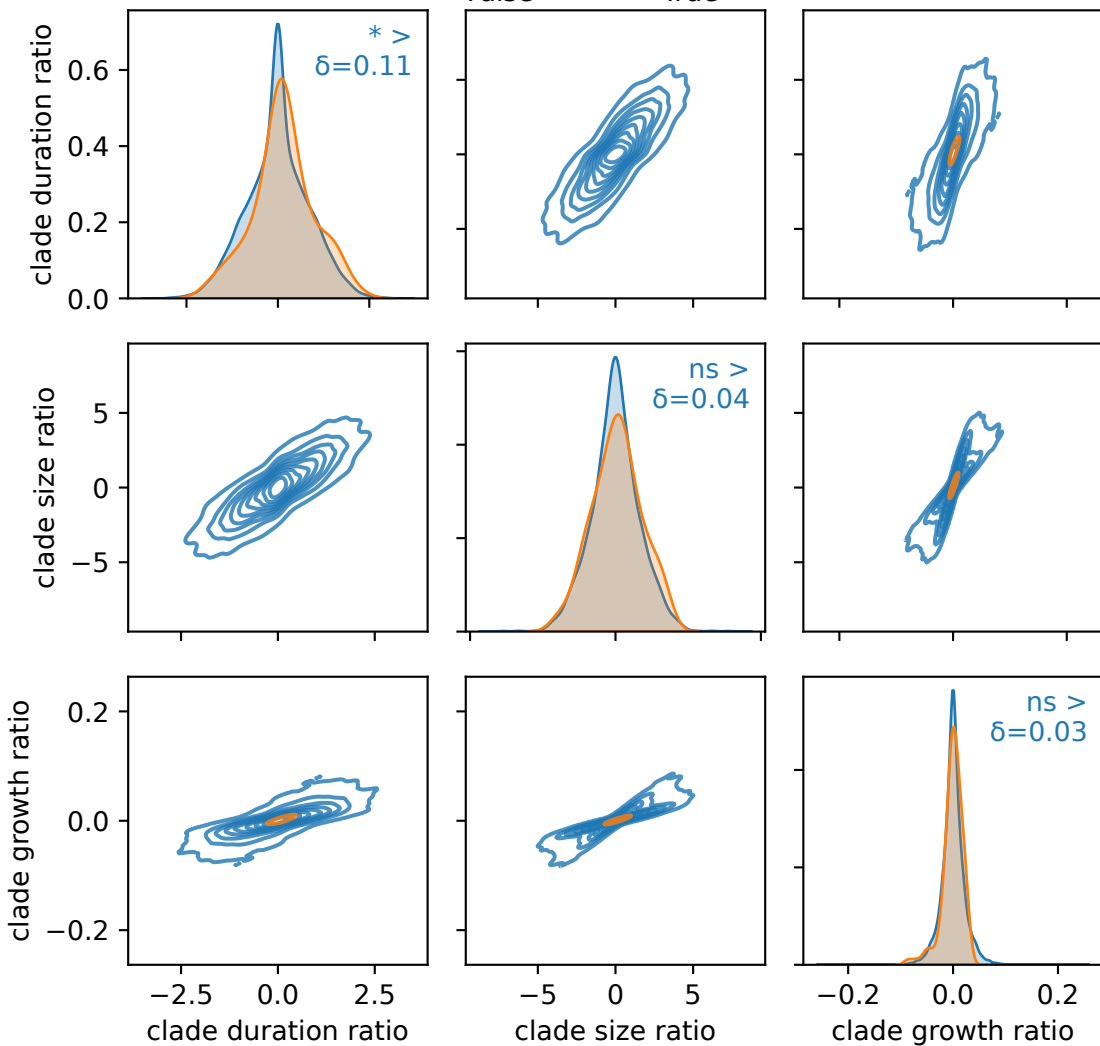 * >
δ=0.11
clade duration ratio
0.6
0.4
0.2
0.0
ns >
δ=0.04
clade size ratio
5
0
−5
ns >
δ=0.03
clade growth ratio
0.2
0.0
−0.2
−2.5 0.0 2.5 −5 0 5 −0.2 0.0 0.2
clade duration ratio clade size ratio clade growth ratio